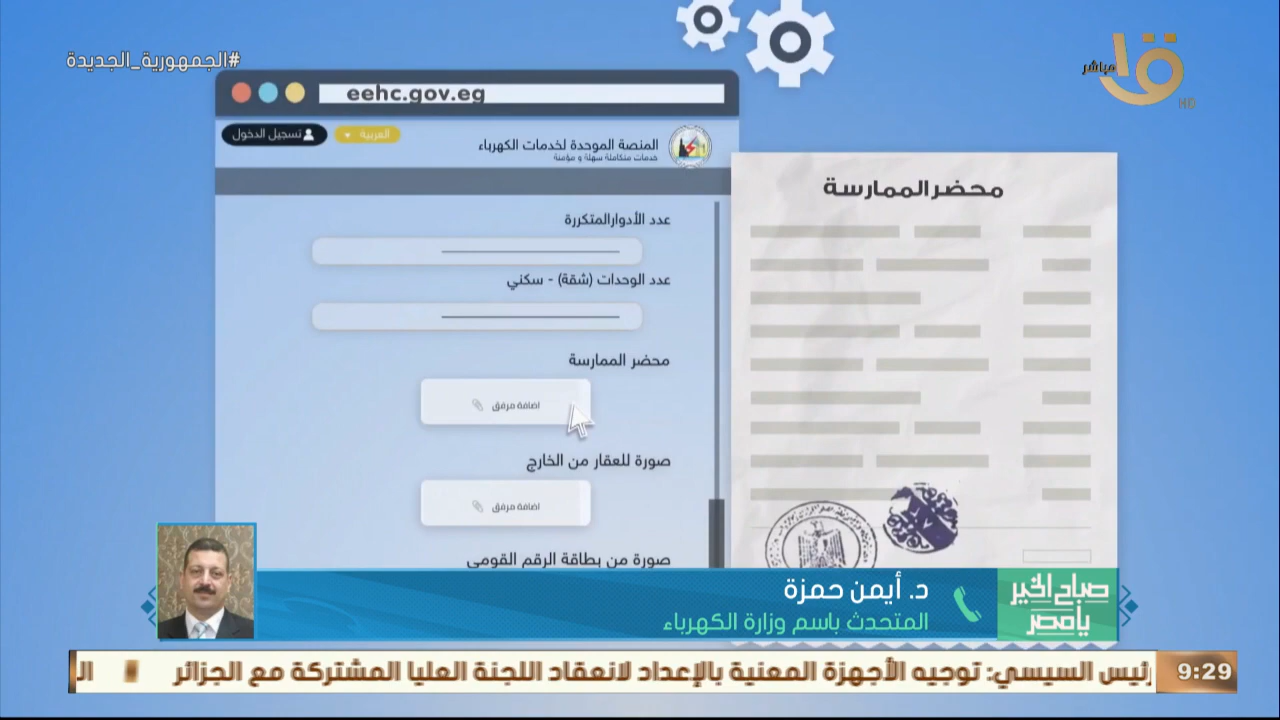 #الجمهورية_الجديدة
مباشر
HD
eehc.gov.eg
تسجيل الدخول
العربية
المنصة الموحدة لخدمات الكهرباء
خدمات متكاملة سهلة و مؤمنة
عدد الأدوارالمتكررة
عدد الوحدات (شقة) - سكني
محضر الممارسة
اضافة مرفق
صورة للعقار من الخارج
اضافة مرفق
صورة من بطاقة الرقم القومي
محضر الممارسة
د. أيمن حمزة
المتحدث باسم وزارة الكهرباء
صباح الخير
يا مصر
رئيس السيسي: توجيه الأجهزة المعنية بالإعداد لانعقاد اللجنة العليا المشتركة مع الجزائر
ال
9:29